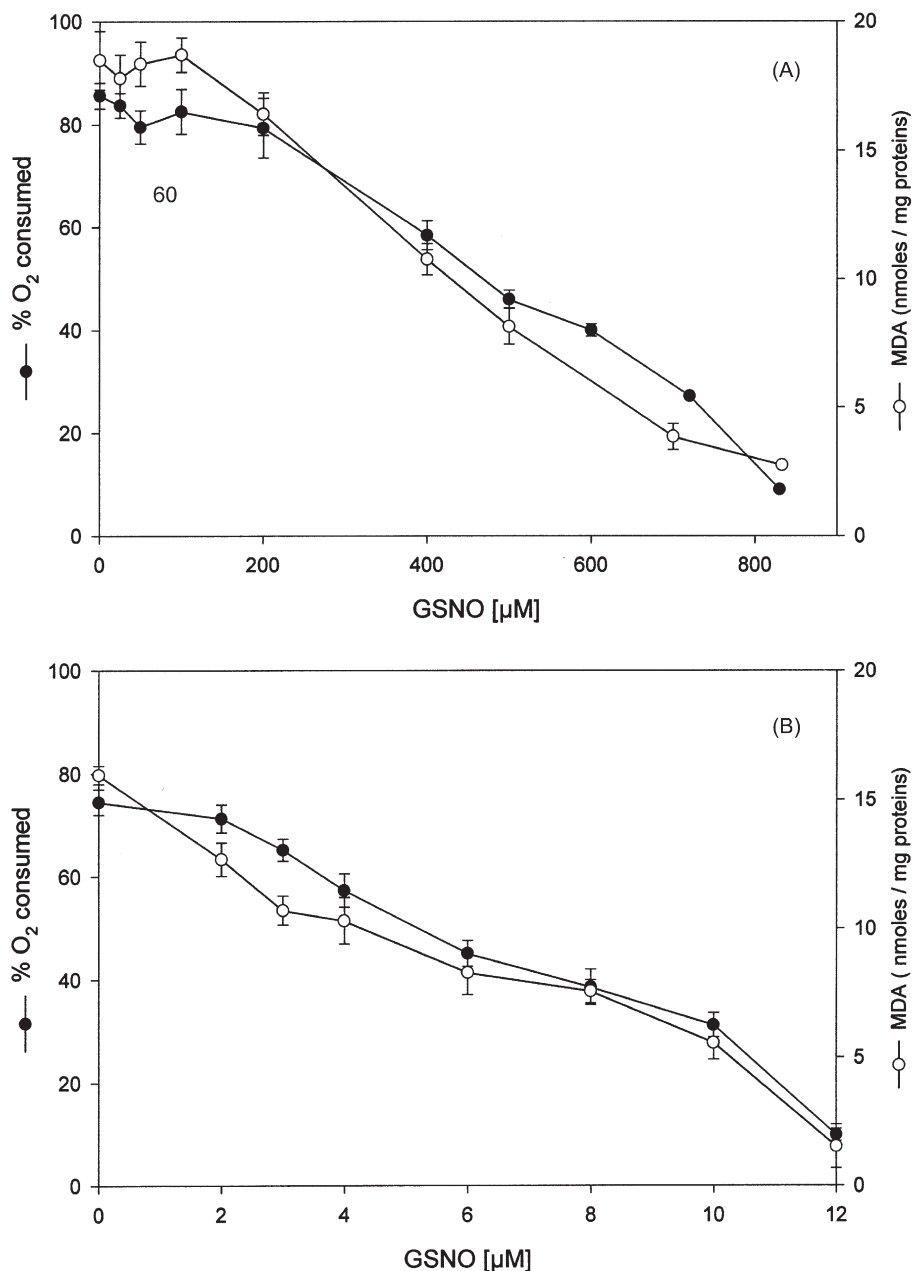 100
80
60
40
20
0
60
(A)
20
15
10
5
0
0 200 400 600 800
GSNO [µM]
% O2 consumed
MDA (nmoles / mg proteins)
100
80
60
40
20
0
(B)
20
15
10
5
0
0 2 4 6 8 10 12
GSNO [µM]
% O2 consumed
MDA ( nmoles / mg proteins)